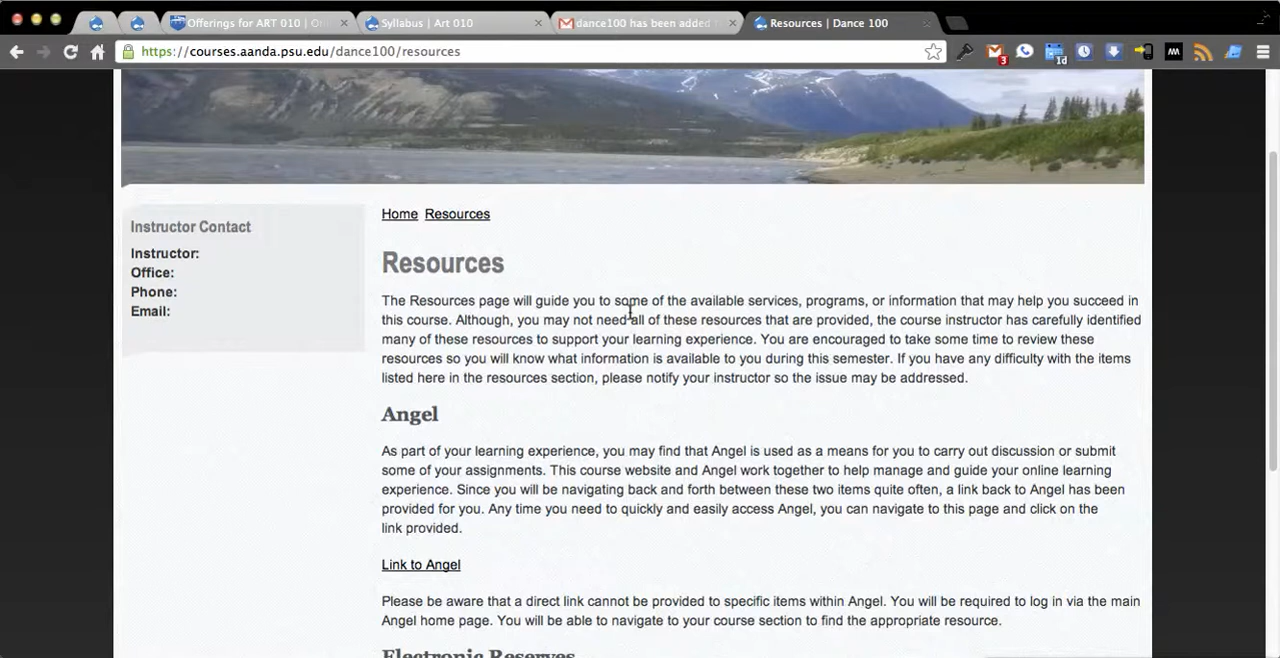 Offerings for ART 010 | On
Syllabus | Art 010
dance100 has been added
Resources | Dance 100
https://courses.aanda.psu.edu/dance100/resources
3
1d
Instructor Contact
Instructor:
Office:
Phone:
Email:
Home Resources
Resources
The Resources page will guide you to some of the available services, programs, or information that may help you succeed in
this course. Although, you may not need all of these resources that are provided, the course instructor has carefully identified
many of these resources to support your learning experience. You are encouraged to take some time to review these
resources so you will know what information is available to you during this semester. If you have any difficulty with the items
listed here in the resources section, please notify your instructor so the issue may be addressed.
Angel
As part of your learning experience, you may find that Angel is used as a means for you to carry out discussion or submit
some of your assignments. This course website and Angel work together to help manage and guide your online learning
experience. Since you will be navigating back and forth between these two items quite often, a link back to Angel has been
provided for you. Any time you need to quickly and easily access Angel, you can navigate to this page and click on the
link provided.
Link to Angel
Please be aware that a direct link cannot be provided to specific items within Angel. You will be required to log in via the main
Angel home page. You will be able to navigate to your course section to find the appropriate resource.
Electronic Reserves